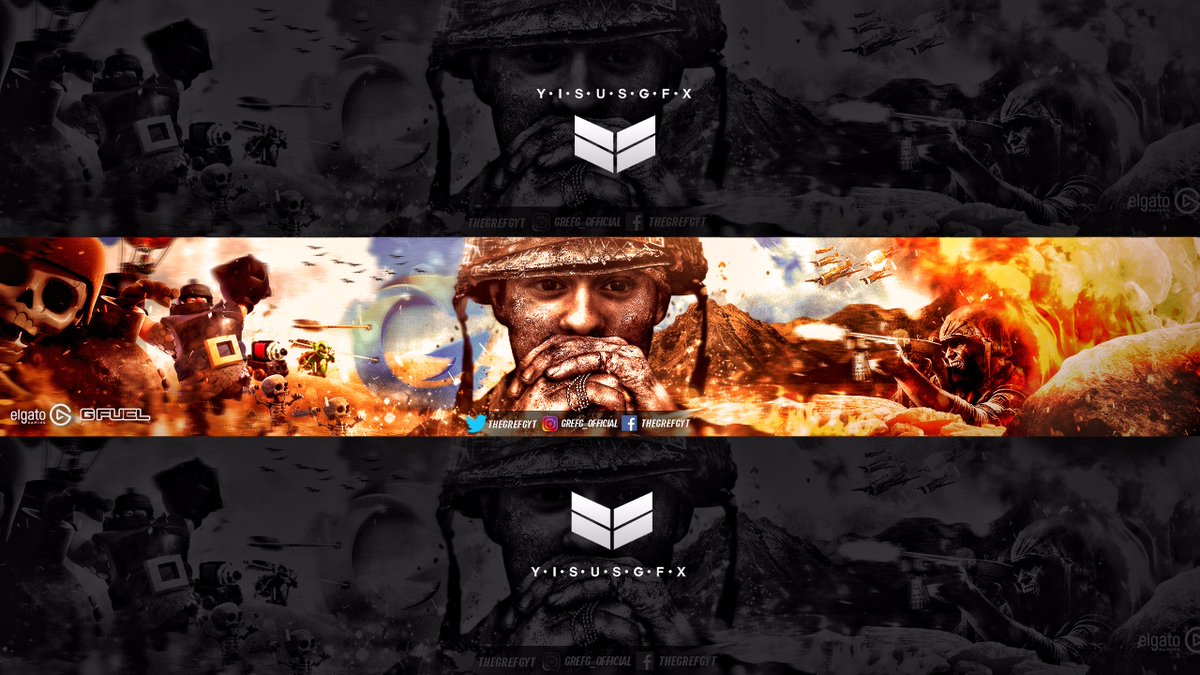 Y·I·S·U·S·G·F·X
THEGREFGYT GREFG_OFFICIAL THEGREFGYT
elgato
GAMING
elgato
GAMING
G FUEL
THEGREFGYT GREFG_OFFICIAL THEGREFGYT
Y·I·S·U·S·G·F·X
elgato
GAMING
THEGREFGYT GREFG_OFFICIAL THEGREFGYT